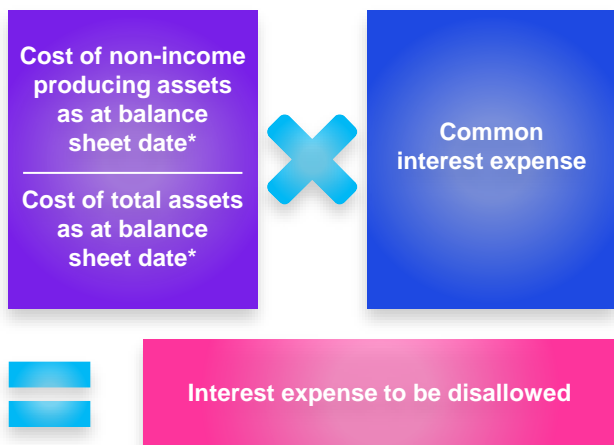 Cost of non-income
producing assets
as at balance
sheet date*
Cost of total assets
as at balance
sheet date*
Common
interest expense
Interest expense to be disallowed